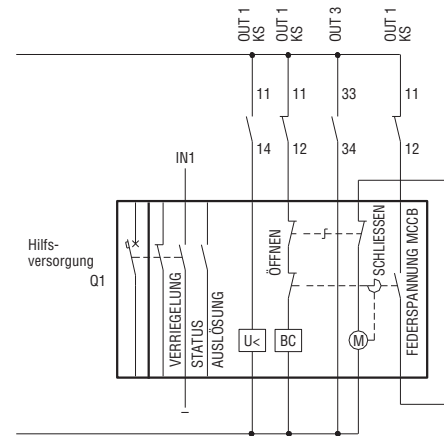 OUT 1
KS
OUT 1
KS
OUT 3
OUT 1
KS
11
11
33
11
14
12
34
12
IN1
Hilfs-
versorgung
Q1
VERRIEGELUNG
STATUS
AUSLÖSUNG
ÖFFNEN
SCHLIESSEN
FEDERSPANNUNG MCCB
U<
BC
M